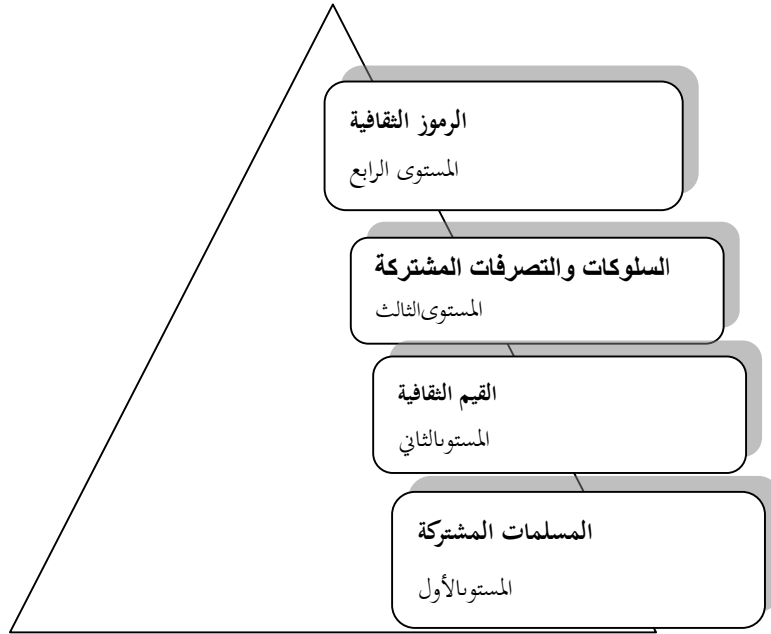 الرموز الثقافية
المستوى الرابع
السلوكات والتصرفات المشتركة
المستوىالثالث
القيم الثقافية
المستوىالثاني
المسلمات المشتركة
المستوىالأول